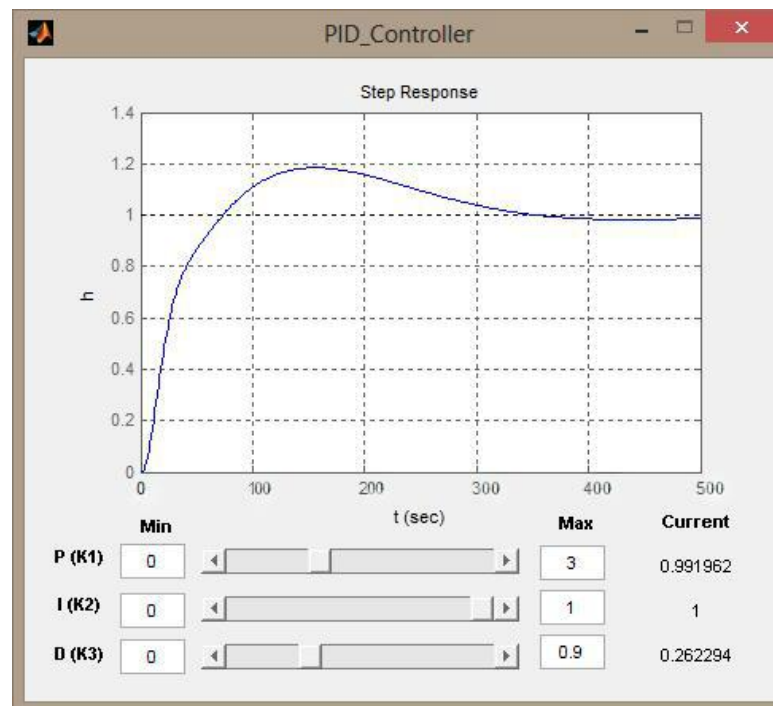 PID_Controller
Step Response
1.4
1.2
1
0.8
0.6
0.4
0.2
0
h
0 100 200 300 400 500
t (sec)
Min Max Current
P (K1) 0 3 0.991962
I (K2) 0 1 1
D (K3) 0 0.9 0.262294